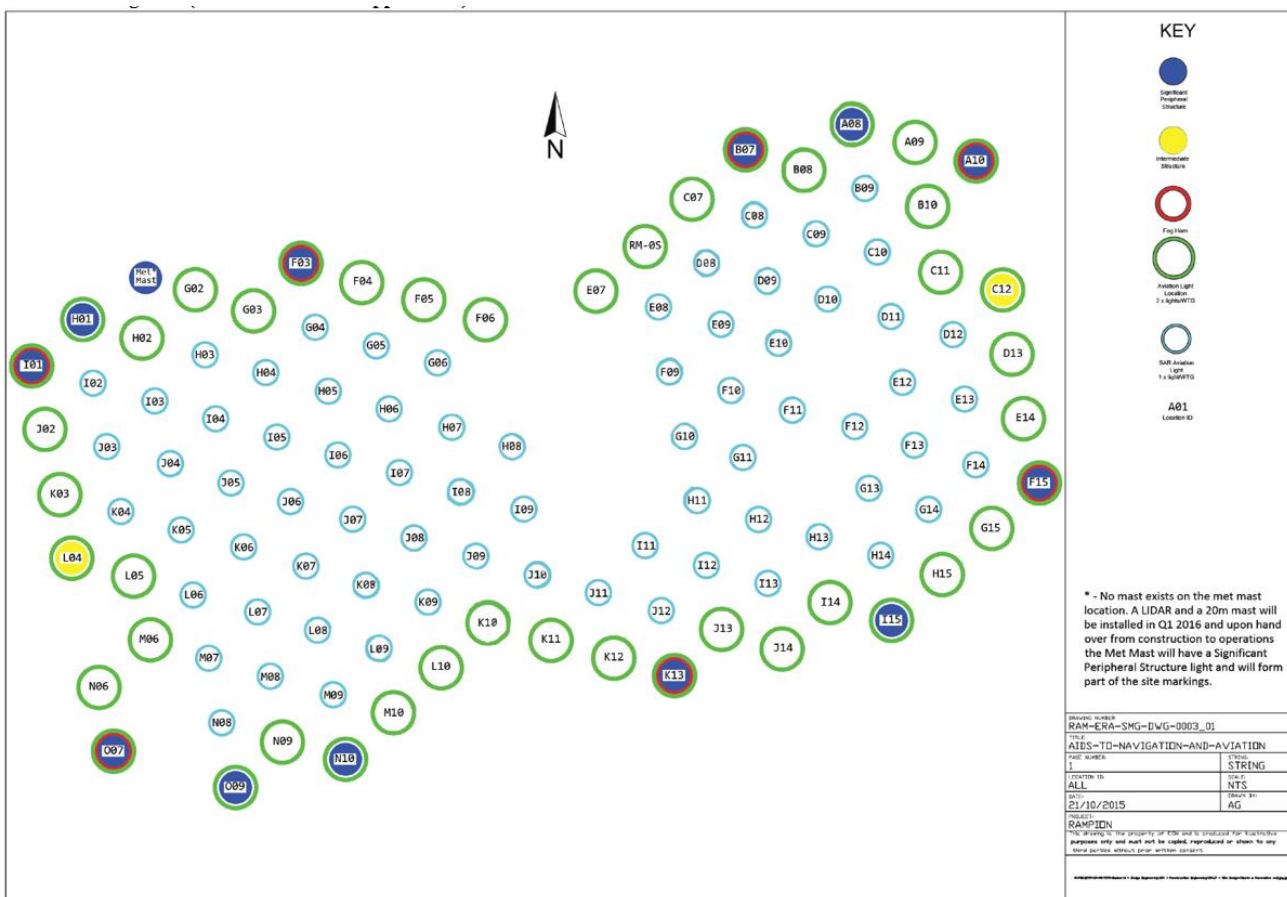 KEY
Significant
Peripheral
Structure
Intermediate
Structure
Fog Horn
Aviation Light
Location
2 x lights/WTG
SAR Aviation
Light
1 x light/WTG
A01
Location ID
N
A08
A09
B07
A10
B08
B09
C07
B10
C08
C09
RM-0S
C10
D08
C11
F03
Met*
Mast
F04
D09
G02
E07
C12
F05
D10
E08
G03
D11
H01
F06
E09
G04
D12
H02
E10
G05
D13
H03
G06
I01
F09
H04
I02
E12
F10
H05
E13
I03
H06
F11
I04
E14
H07
F12
J02
I05
G10
F13
J03
H08
I06
G11
J04
F14
I07
J05
F15
G13
I08
K03
H11
J06
I09
G14
K04
J07
H12
G15
K05
H13
J08
I11
K06
H14
L04
J09
I12
K07
H15
J10
L05
I13
K08
J11
L06
K09
I14
J12
L07
I15
K10
L08
J13
M06
K11
L09
J14
M07
K12
L10
K13
M08
N06
M09
M10
N08
N09
O07
N10
O09
* - No mast exists on the met mast
location. A LIDAR and a 20m mast will
be installed in Q1 2016 and upon hand
over from construction to operations
the Met Mast will have a Significant
Peripheral Structure light and will form
part of the site markings.
DRAWING NUMBER:
RAM-ERA-SMG-DWG-0003_01
TITLE:
AIDS-TO-NAVIGATION-AND-AVIATION
PAGE NUMBER: STRING:
1 STRING
LOCATION ID: SCALE:
ALL NTS
DATE: DRAWN BY:
21/10/2015 AG
PROJECT:
RAMPION
This drawing is the property of EON and is produced for illustrative
purposes only and must not be copied, reproduced or shown to any
third parties without prior written consent.